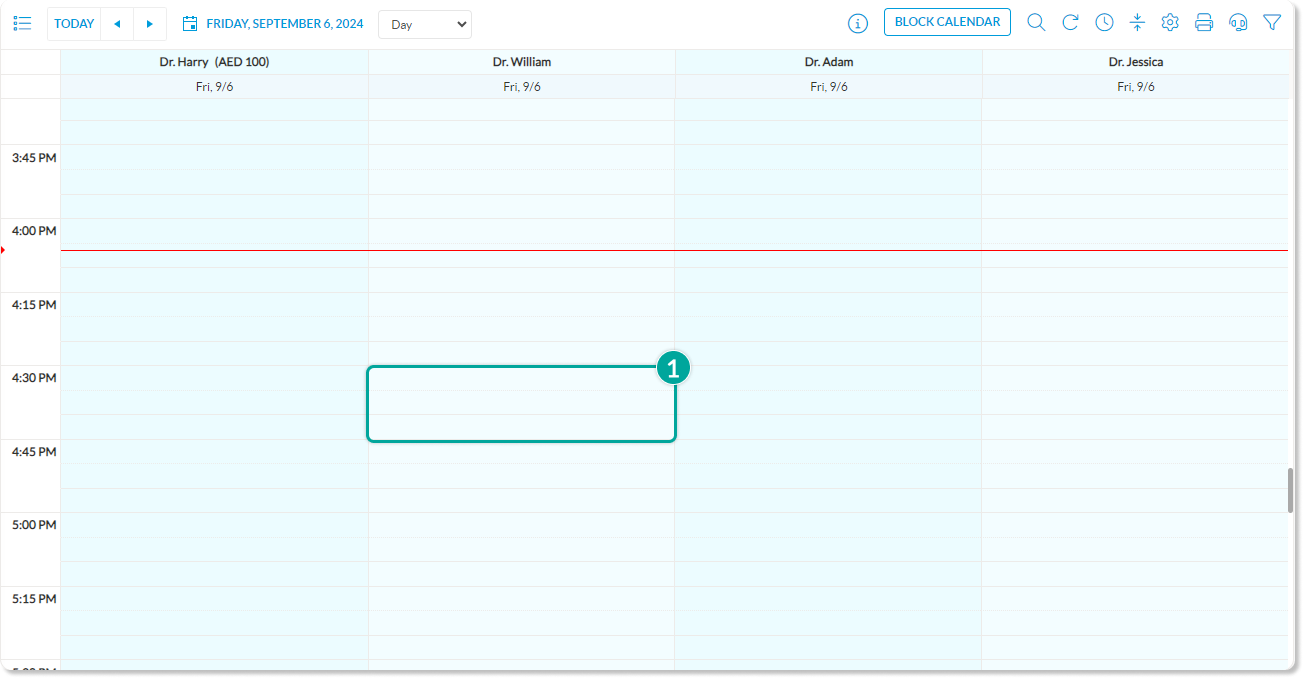 TODAY FRIDAY, SEPTEMBER 6, 2024 Day BLOCK CALENDAR
Dr. Harry (AED 100) Dr. William Dr. Adam Dr. Jessica
Fri, 9/6 Fri, 9/6 Fri, 9/6 Fri, 9/6
3:45 PM
4:00 PM
4:15 PM
1
4:30 PM
4:45 PM
5:00 PM
5:15 PM